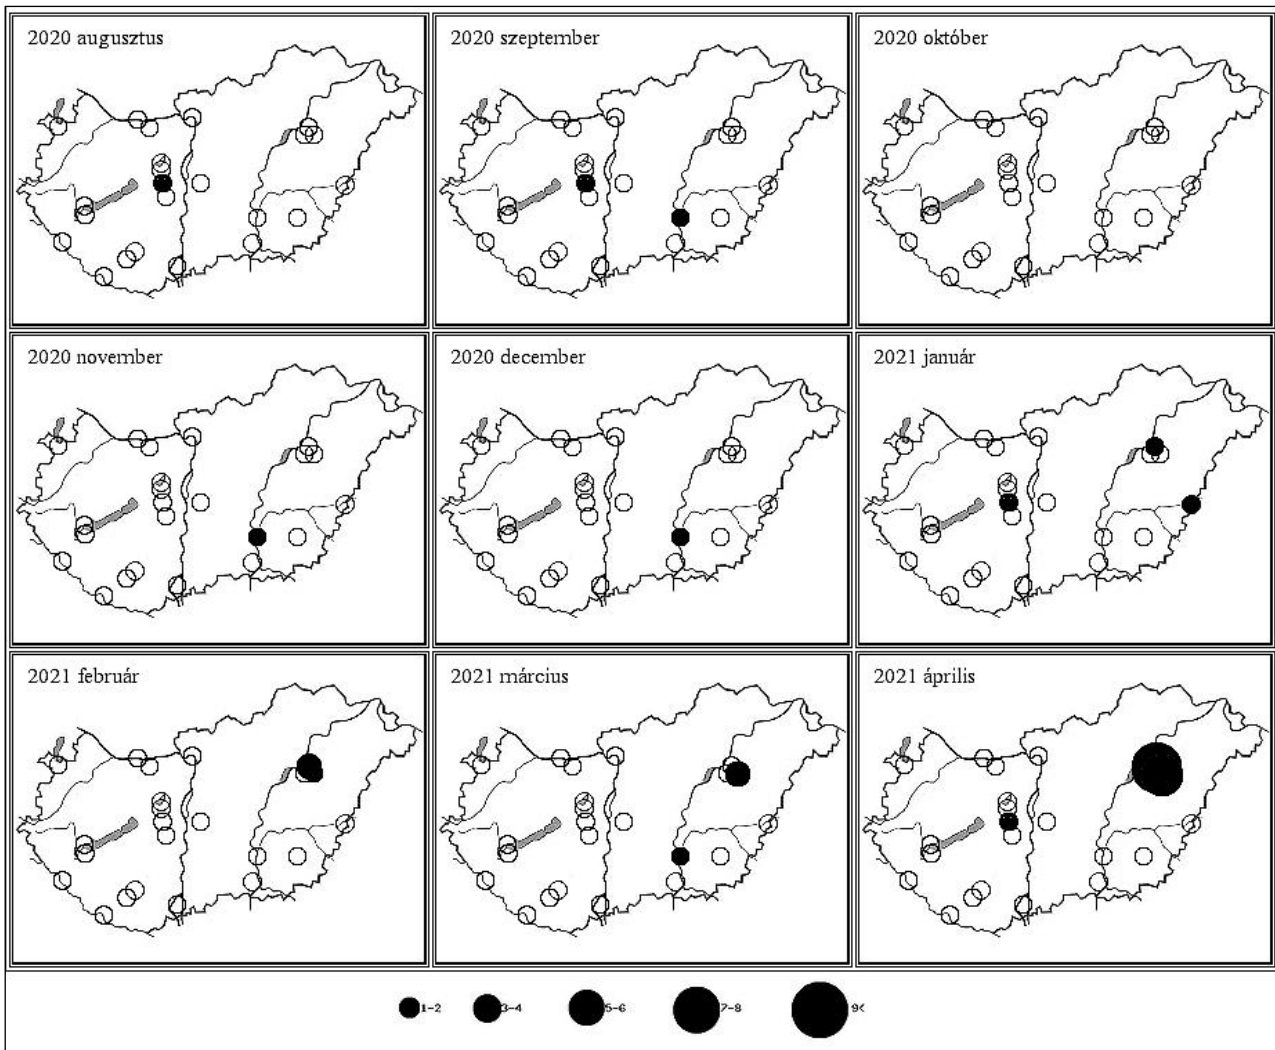 2020 augusztus
2020 szeptember
2020 október
2020 november
2020 december
2021 január
2021 február
2021 március
2021 április
1-2 3-4 5-6 7-8 9<